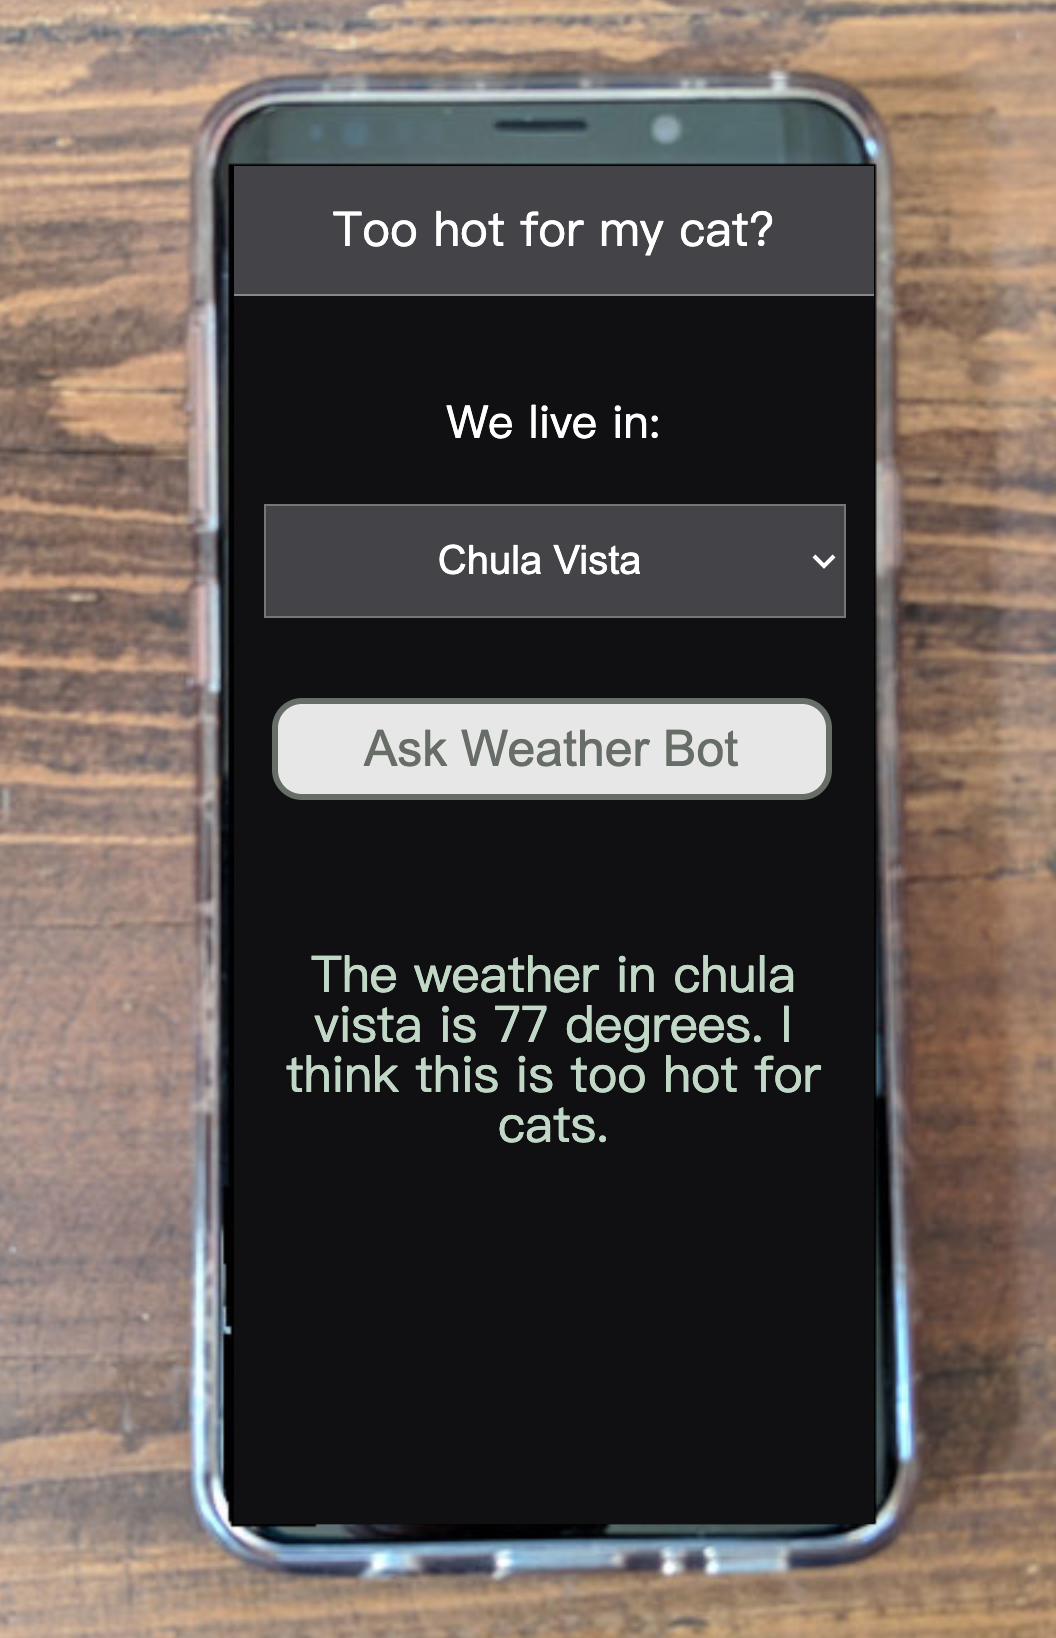 Too hot for my cat?
We live in:
Chula Vista
Ask Weather Bot
The weather in chula
vista is 77 degrees. I
think this is too hot for
cats.